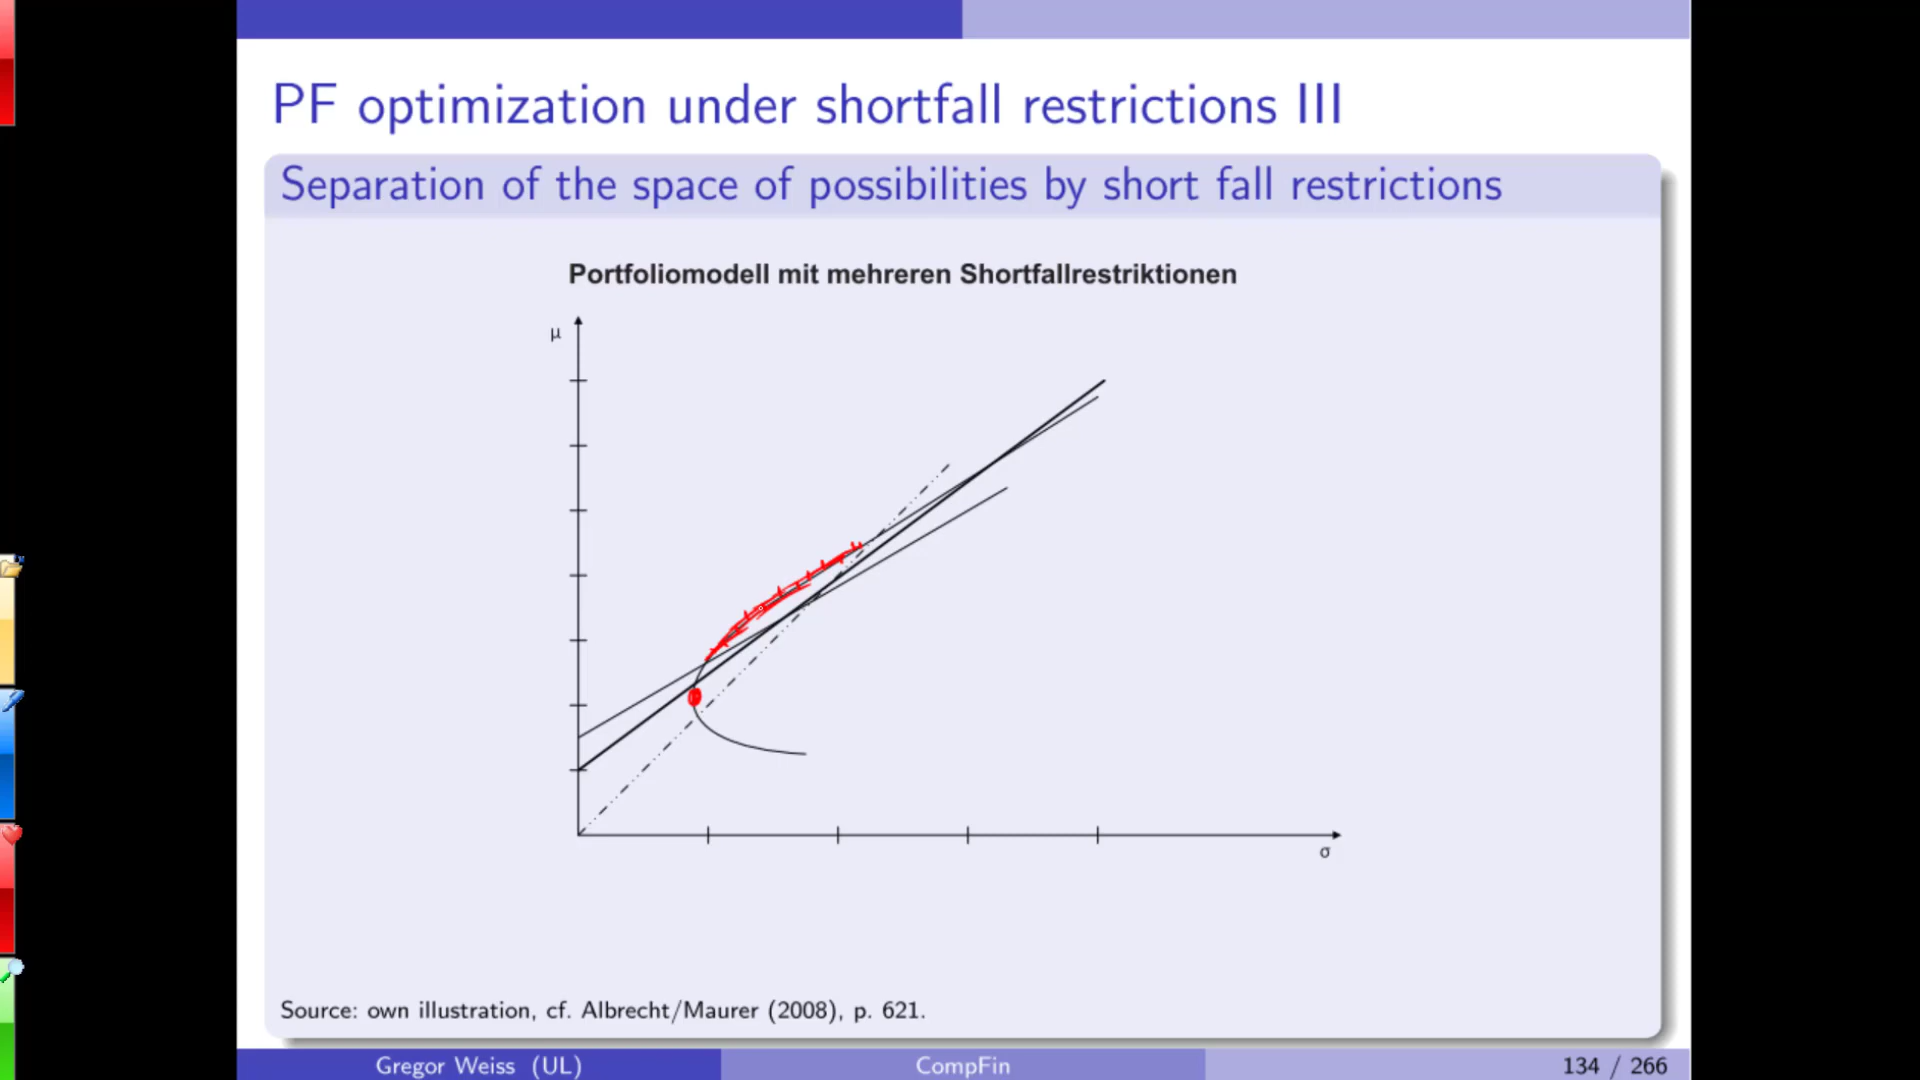 PF optimization under shortfall restrictions III
Separation of the space of possibilities by short fall restrictions
Portfoliomodell mit mehreren Shortfallrestriktionen
μ
σ
Source: own illustration, cf. Albrecht/Maurer (2008), p. 621.
Gregor Weiss (UL) CompFin 134 / 266